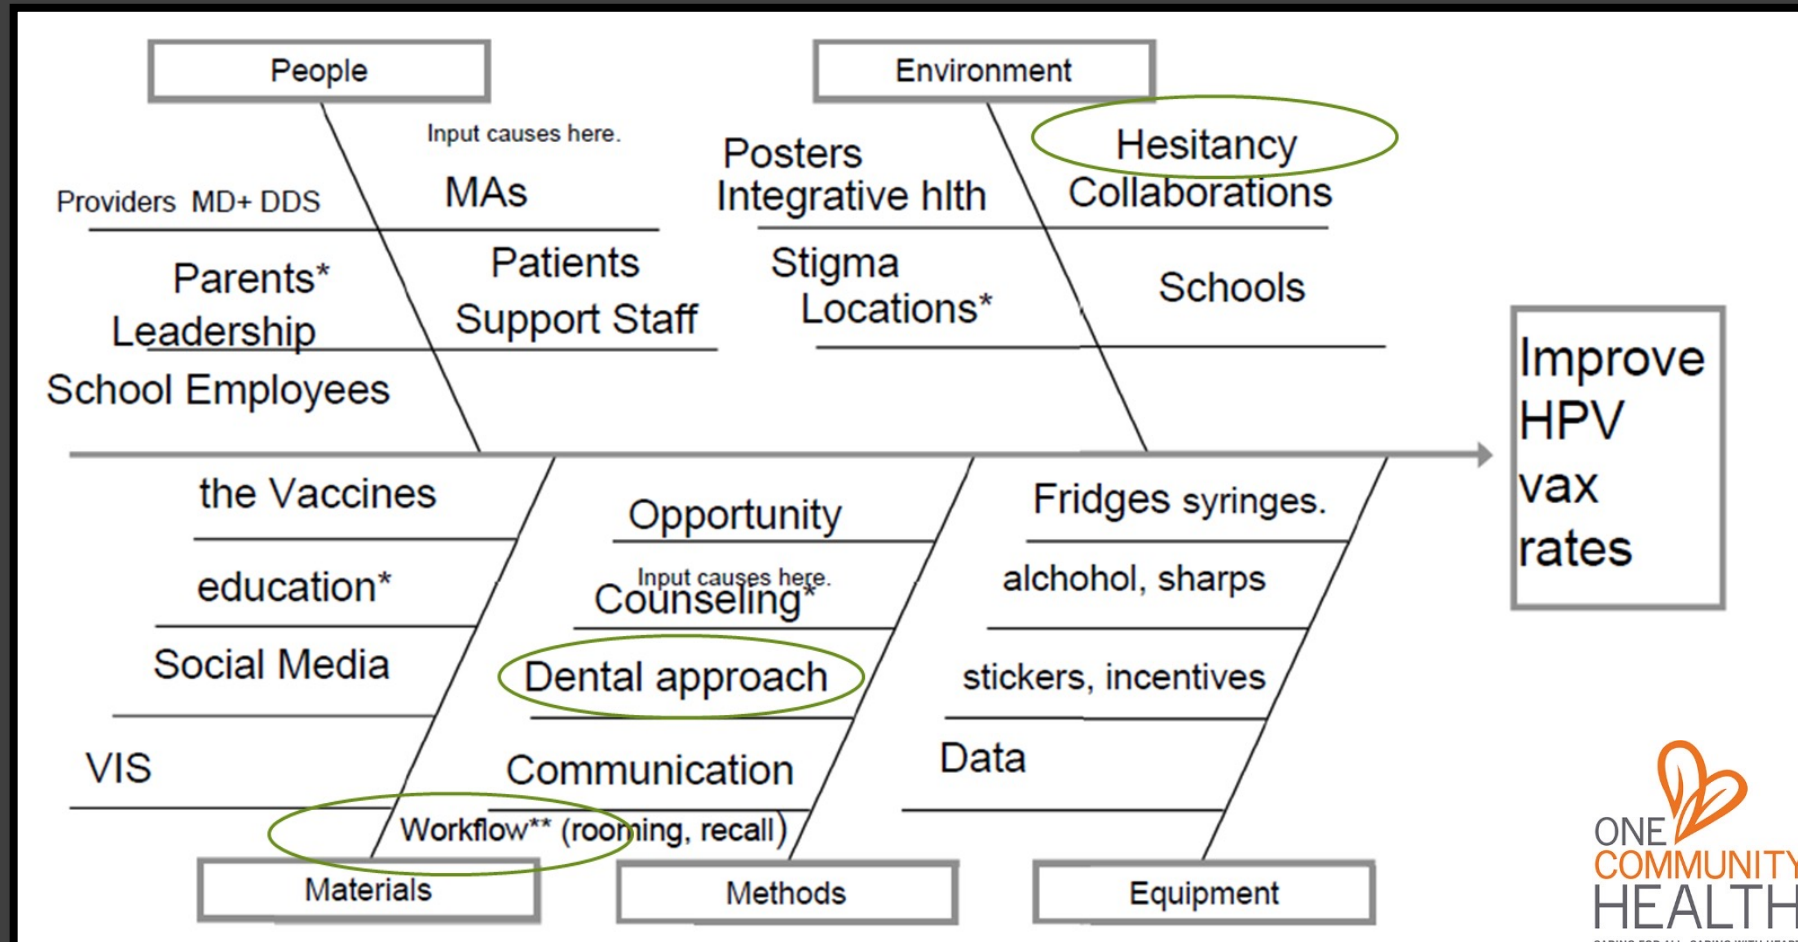 People
Environment
Input causes here.
Hesitancy
Posters
Providers MD+ DDS
MAs
Integrative hlth
Collaborations
Parents*
Patients
Stigma
Schools
Leadership
Support Staff
Locations*
School Employees
Improve
HPV
vax
rates
the Vaccines
Opportunity
Fridges syringes.
education*
Input causes here.
Counseling*
alchohol, sharps
Social Media
Dental approach
stickers, incentives
VIS
Communication
Data
Workflow** (rooming, recall)
Materials
Methods
Equipment
ONE
COMMUNITY
HEALTH